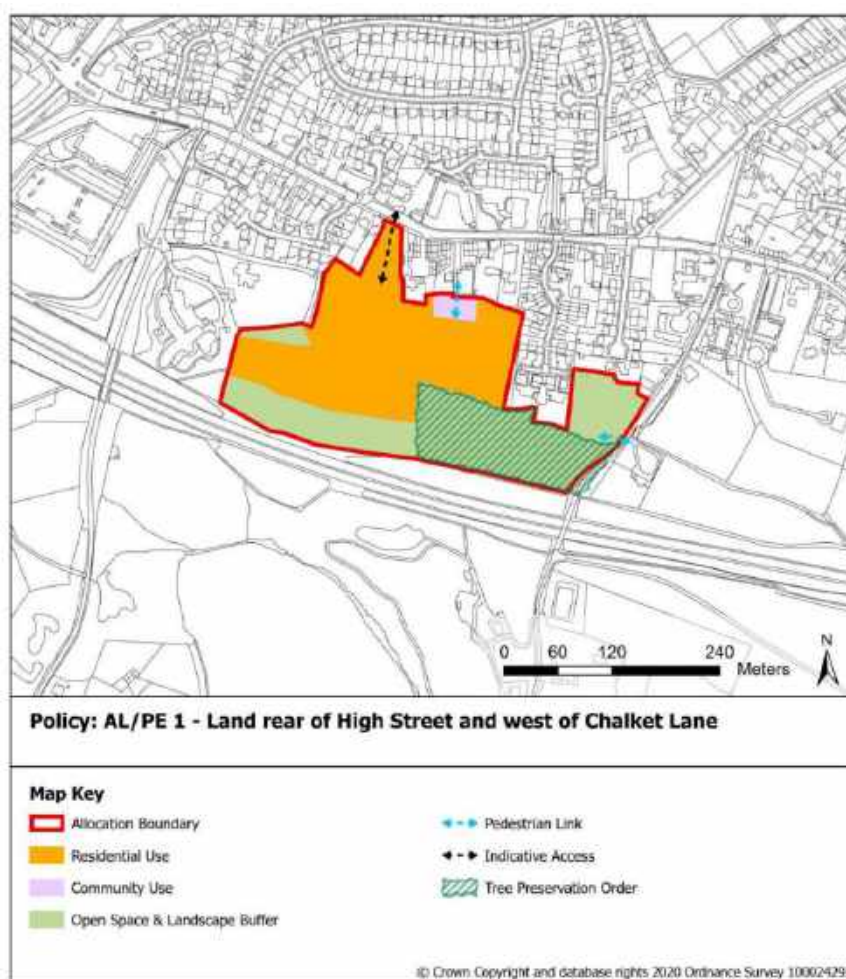 N
0 60 120 240
Meters
Policy: AL/PE 1 - Land rear of High Street and west of Chalket Lane
Map Key
Allocation Boundary
Residential Use
Community Use
Open Space & Landscape Buffer
Pedestrian Link
Indicative Access
Tree Preservation Order
© Crown Copyright and database rights 2020 Ordnance Survey 10002429